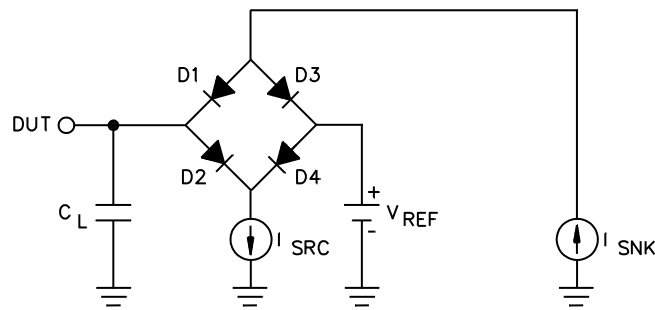 D1
D3
DUT
D2
D4
C L
+
V REF
-
I SRC
I SNK